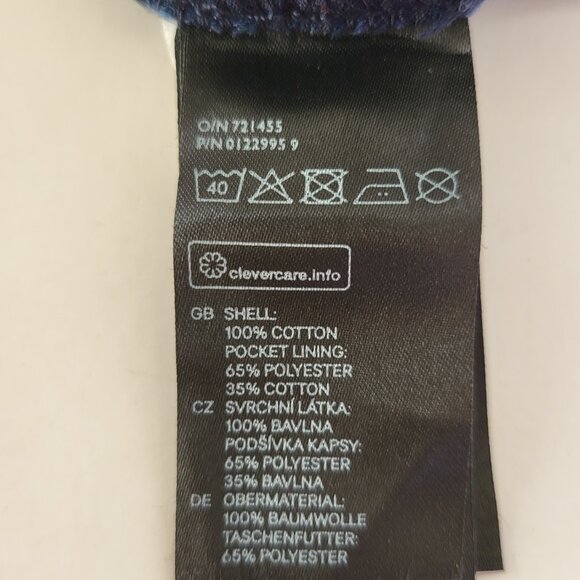 O/N 721455
P/N 0122995 9
40
clevercare.info
GB SHELL:
100% COTTON
POCKET LINING:
65% POLYESTER
35% COTTON
CZ SVRCHNÍ LÁTKA:
100% BAVLNA
PODŠÍVKA KAPSY:
65% POLYESTER
35% BAVLNA
DE OBERMATERIAL:
100% BAUMWOLLE
TASCHENFUTTER:
65% POLYESTER